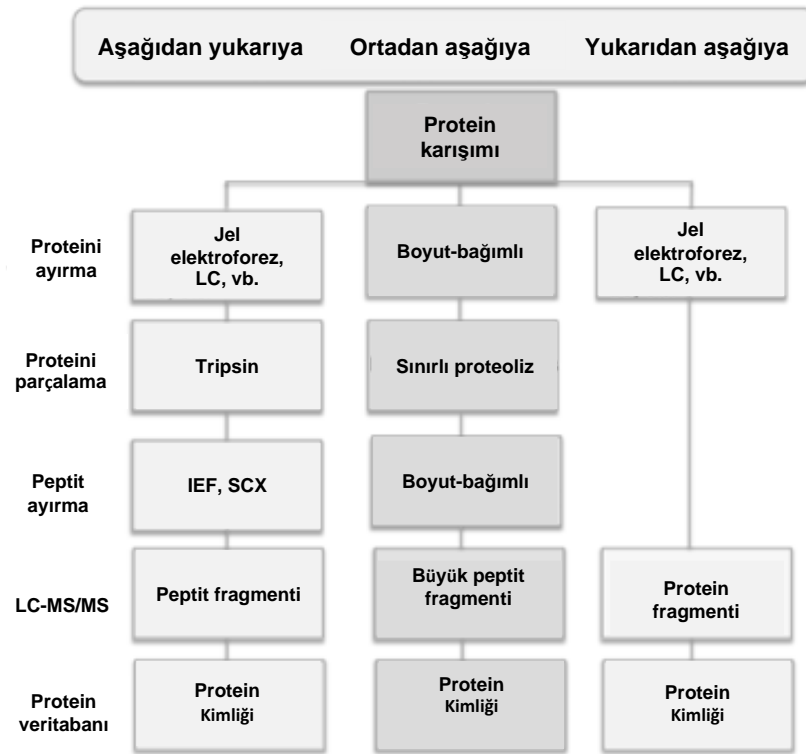 Aşağıdan yukarıya Ortadan aşağıya Yukarıdan aşağıya
Protein
karışımı
Proteini
ayırma
Jel
elektroforez,
LC, vb.
Boyut-bağımlı
Jel
elektroforez,
LC, vb.
Proteini
parçalama
Tripsin
Sınırlı proteoliz
Peptit
ayırma
IEF, SCX
Boyut-bağımlı
LC-MS/MS
Peptit fragmenti
Büyük peptit
fragmenti
Protein
fragmenti
Protein
veritabanı
Protein
Kimliği
Protein
Kimliği
Protein
Kimliği